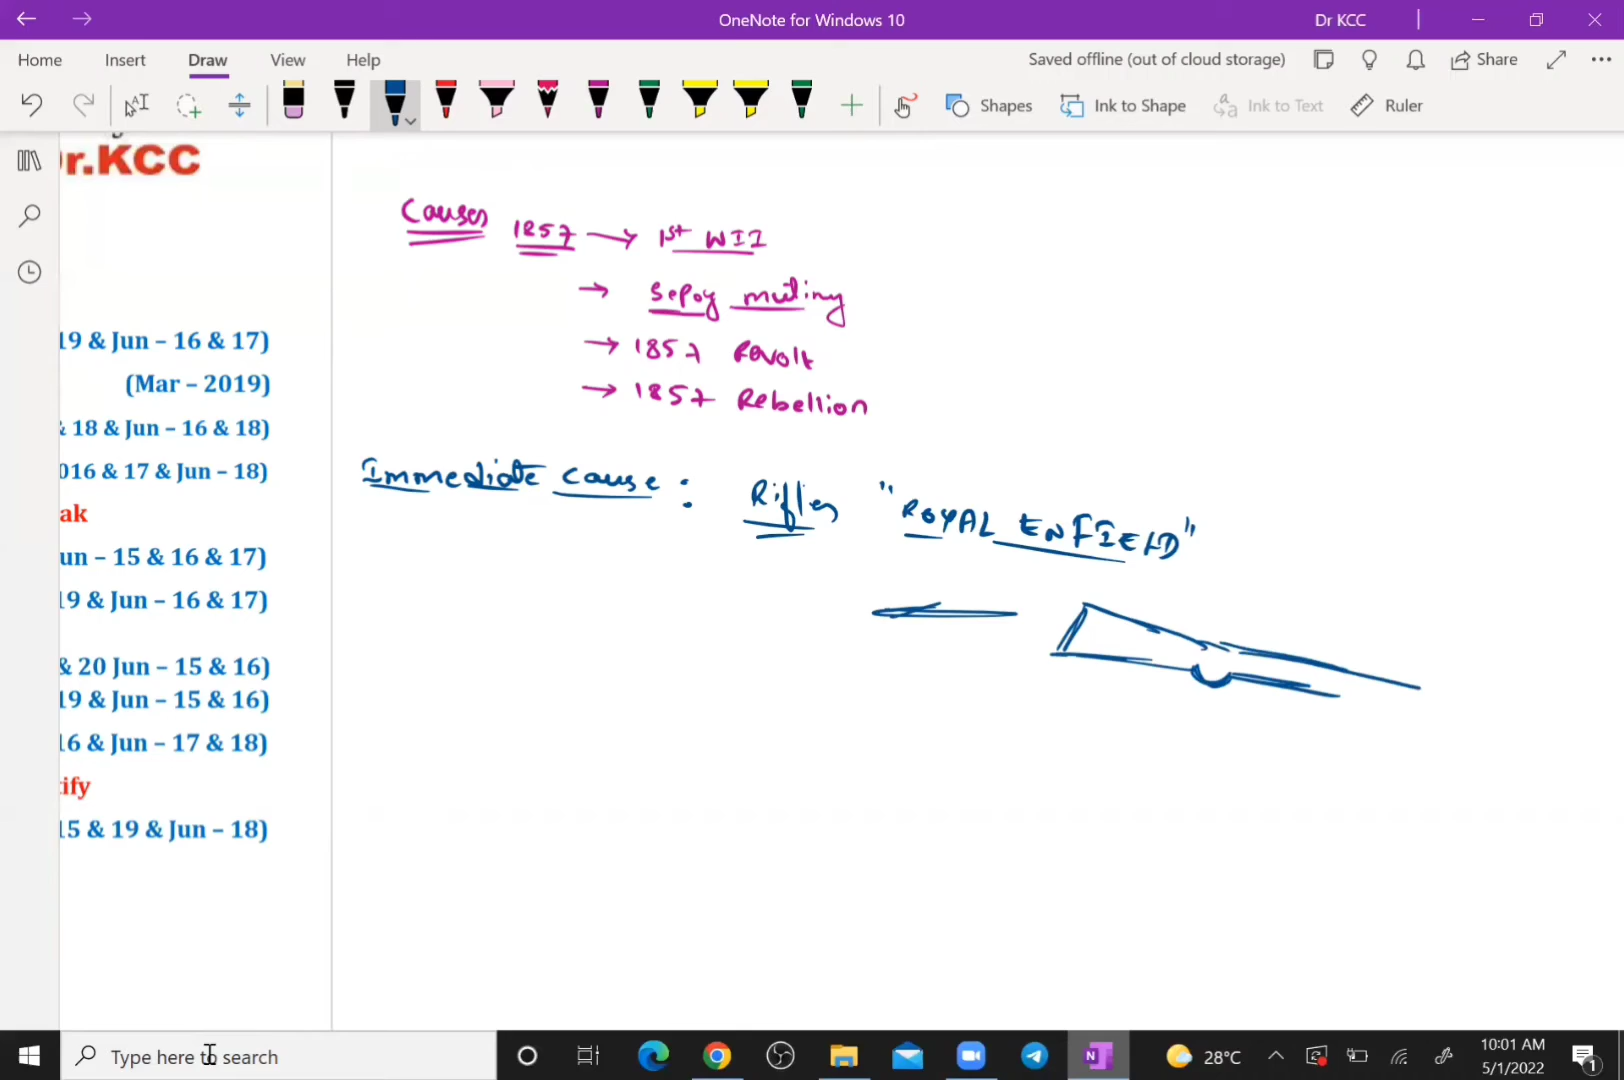 OneNote for Windows 10
Dr KCC
Home Insert Draw View Help
Saved offline (out of cloud storage)
Share
Shapes
Ink to Shape
Ink to Text
Ruler
r.KCC
19 & Jun – 16 & 17)
(Mar – 2019)
& 18 & Jun – 16 & 18)
016 & 17 & Jun – 18)
ak
un – 15 & 16 & 17)
19 & Jun – 16 & 17)
& 20 Jun – 15 & 16)
19 & Jun – 15 & 16)
16 & Jun – 17 & 18)
tify
15 & 19 & Jun – 18)
Causes 1857 → 1st WII
→ Sepoy mutiny
→ 1857 Revolt
→ 1857 Rebellion
Immediate cause : Rifles "ROYAL ENFIELD"
Type here to search
28°C
10:01 AM
5/1/2022
1